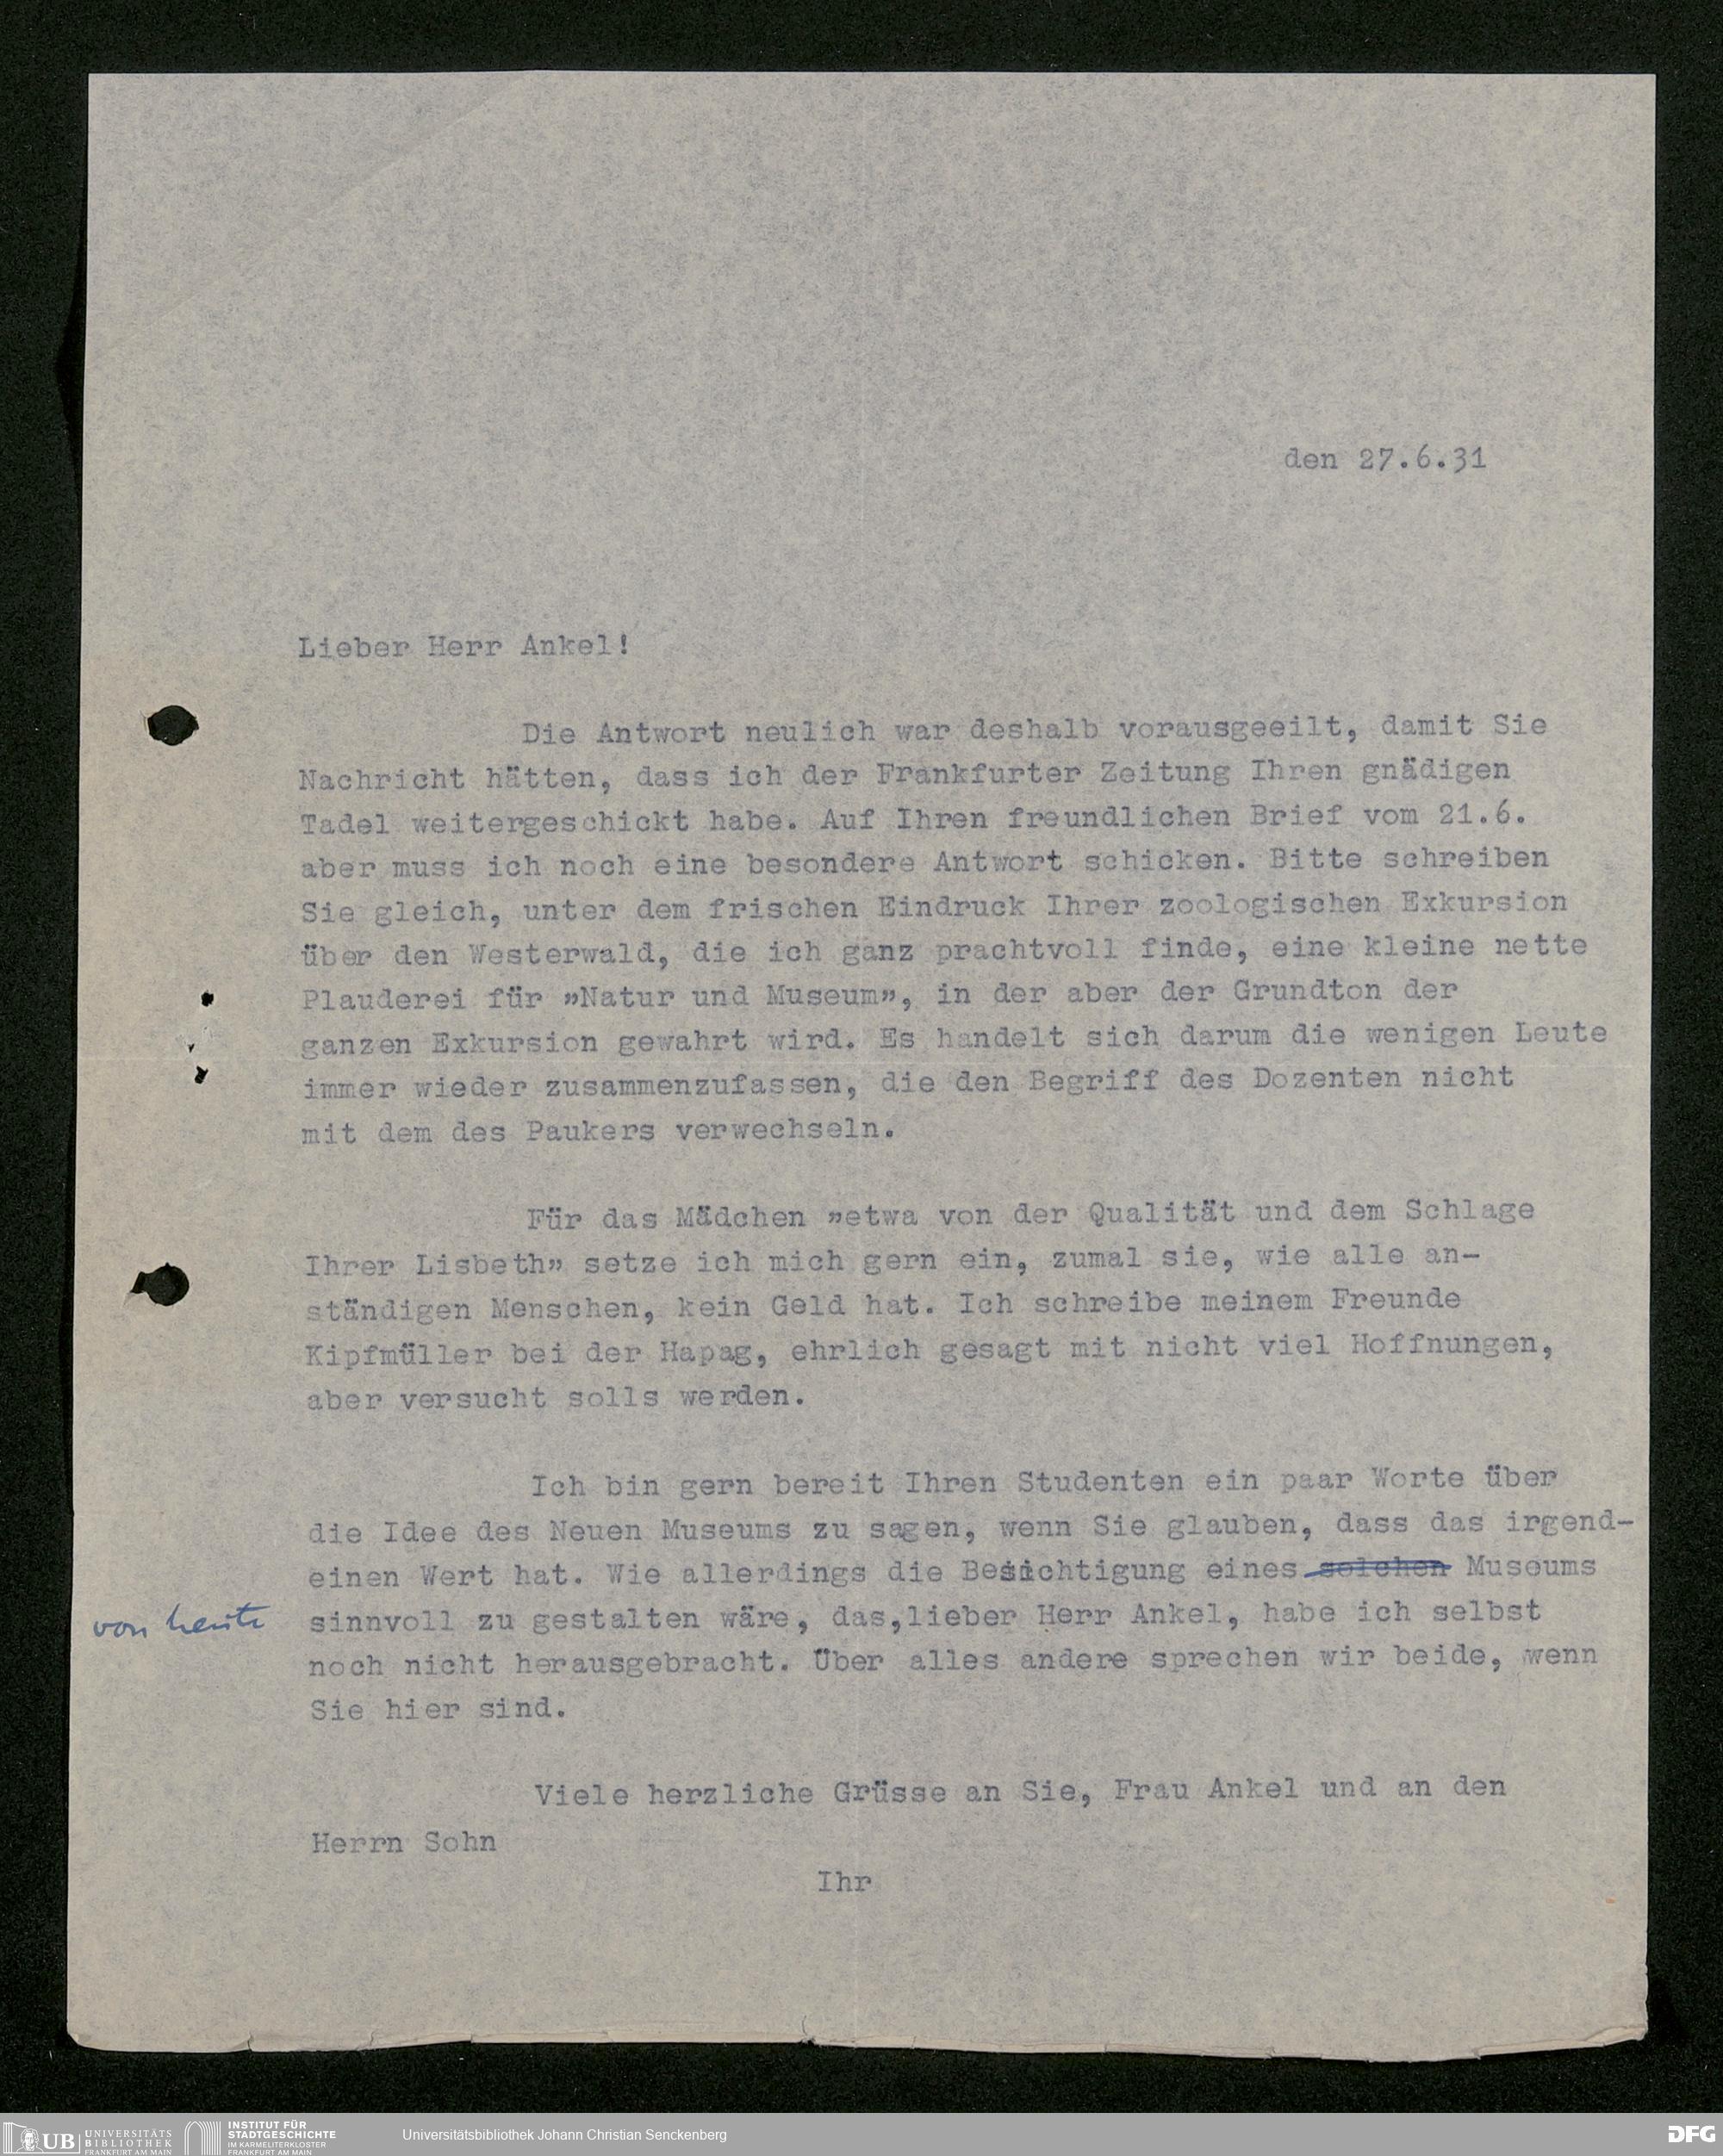 den 27.6.31
Lieber Herr Ankel!
Die Antwort neulich war deshalb vorausgeeilt, damit Sie
Nachricht hätten, dass ich der Frankfurter Zeitung Ihren gnädigen
Tadel weitergeschickt habe. Auf Ihren freundlichen Brief vom 21.6.
aber muss ich noch eine besondere Antwort schicken. Bitte schreiben
Sie gleich, unter dem frischen Eindruck Ihrer zoologischen Exkursion
über den Westerwald, die ich ganz prachtvoll finde, eine kleine nette
Plauderei für »Natur und Museum», in der aber der Grundton der
ganzen Exkursion gewahrt wird. Es handelt sich darum die wenigen Leute
immer wieder zusammenzufassen, die den Begriff des Dozenten nicht
mit dem des Paukers verwechseln.
Für das Mädchen »etwa von der Qualität und dem Schlage
Ihrer Lisbeth» setze ich mich gern ein, zumal sie, wie alle an-
ständigen Menschen, kein Geld hat. Ich schreibe meinem Freunde
Kipfmüller bei der Hapag, ehrlich gesagt mit nicht viel Hoffnungen,
aber versucht solls werden.
Ich bin gern bereit Ihren Studenten ein paar Worte über
die Idee des Neuen Museums zu sagen, wenn Sie glauben, dass das irgend-
einen Wert hat. Wie allerdings die Besichtigung eines solchen Museums
von heute sinnvoll zu gestalten wäre, das,lieber Herr Ankel, habe ich selbst
noch nicht herausgebracht. Über alles andere sprechen wir beide, wenn
Sie hier sind.
Viele herzliche Grüsse an Sie, Frau Ankel und an den
Herrn Sohn
Ihr
UB UNIVERSITÄTS
BIBLIOTHEK
FRANKFURT AM MAIN
INSTITUT FÜR
STADTGESCHICHTE
IM KARMELITERKLOSTER
FRANKFURT AM MAIN
Universitätsbibliothek Johann Christian Senckenberg
DFG